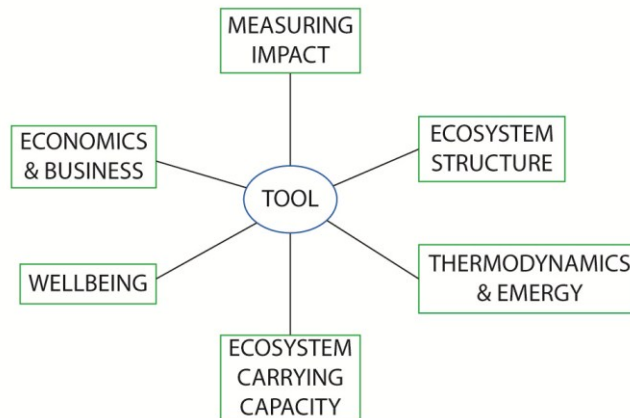 MEASURING
IMPACT
ECONOMICS
& BUSINESS
ECOSYSTEM
STRUCTURE
TOOL
WELLBEING
THERMODYNAMICS
& EMERGY
ECOSYSTEM
CARRYING
CAPACITY